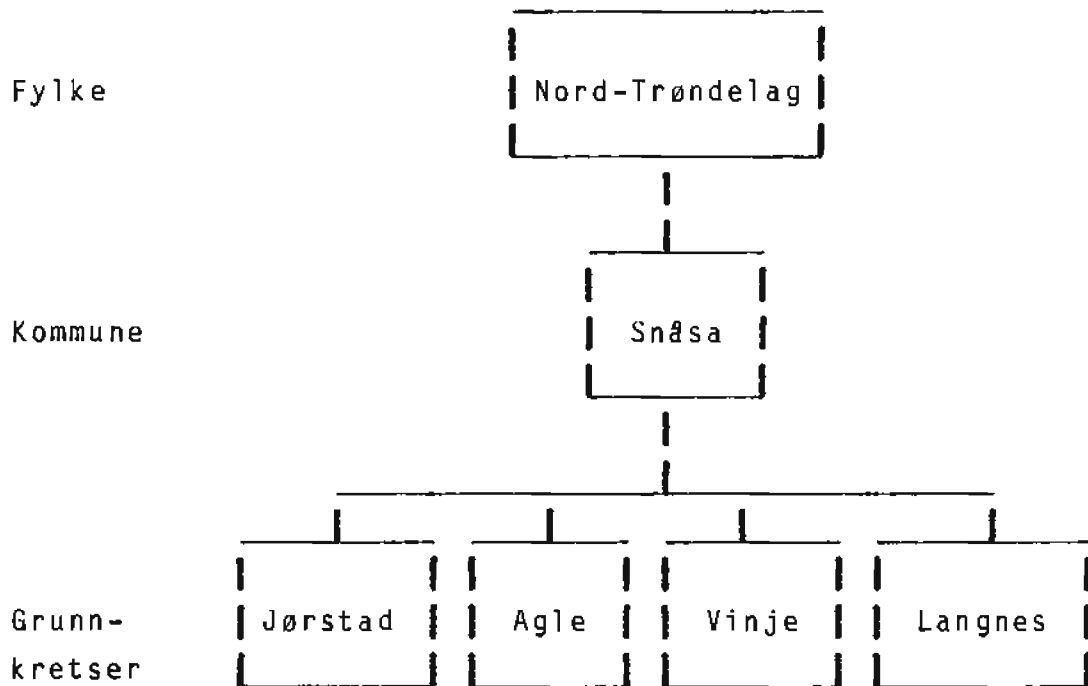 Fylke Nord-Trøndelag
Kommune Snåsa
Grunn- Jørstad Agle Vinje Langnes
kretser